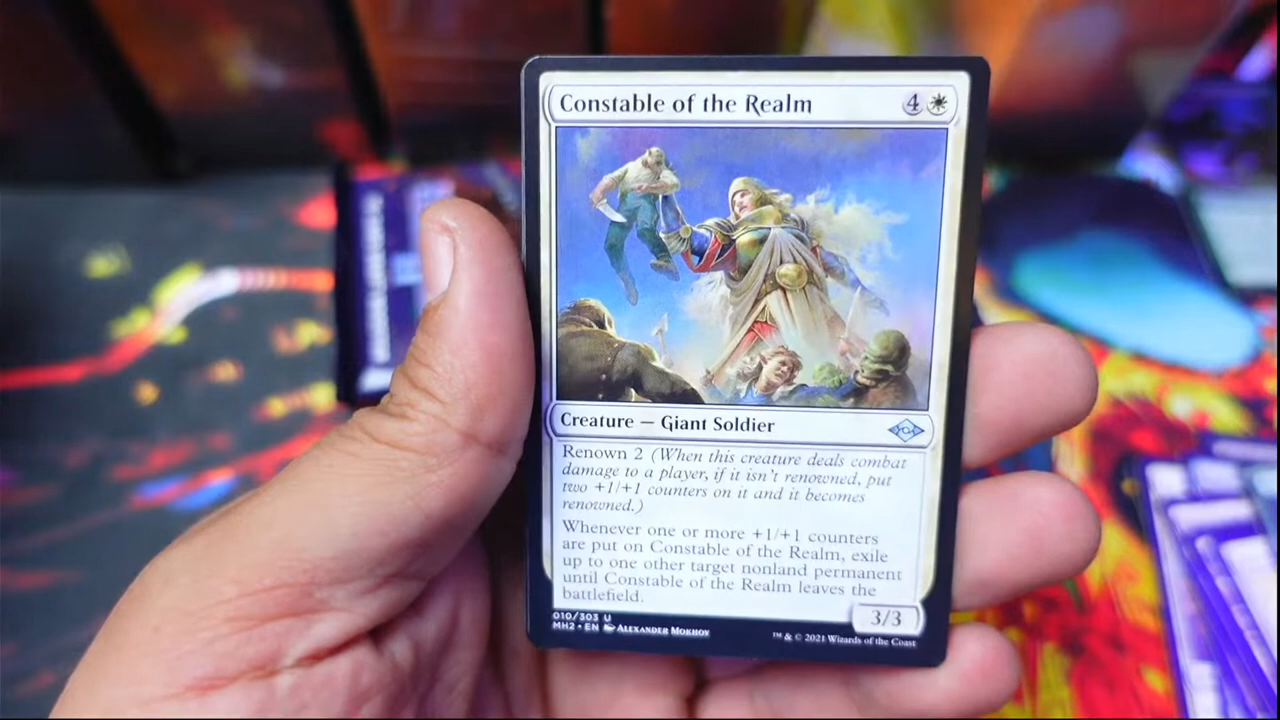 Constable of the Realm 4
Creature — Giant Soldier
Renown 2 (When this creature deals combat
damage to a player, if it isn't renowned, put
two +1/+1 counters on it and it becomes
renowned.)
Whenever one or more +1/+1 counters
are put on Constable of the Realm, exile
up to one other target nonland permanent
until Constable of the Realm leaves the
battlefield.
3/3
010/303 U
MH2 • EN Alexander Mokhov
™ & © 2021 Wizards of the Coast